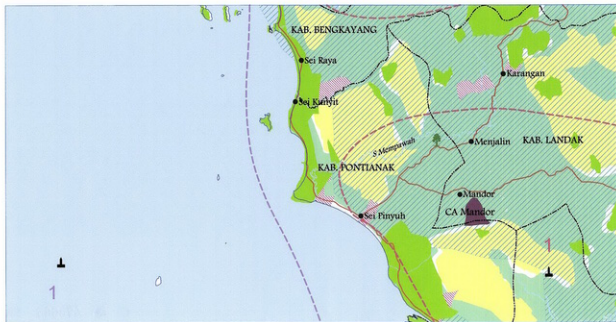 KAB. BENGKAYANG
Sei Raya
Karangan
Sei Kunyit
S. Mempawah
Menjalin
KAB. LANDAK
KAB. PONTIANAK
Mandor
CA Mandor
Sei Pinyuh
1
1